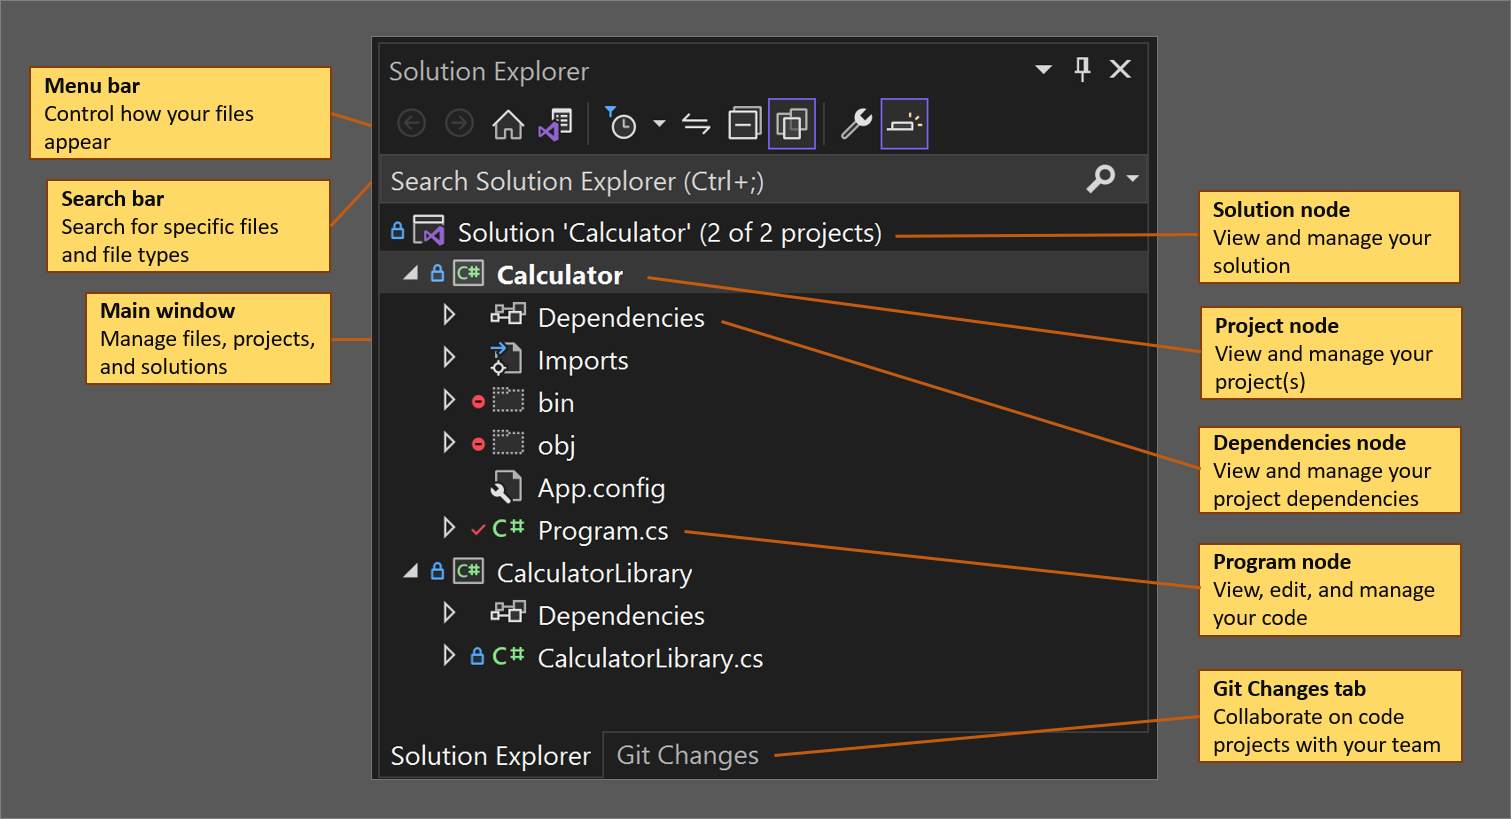 Menu bar
Control how your files
appear
Search bar
Search for specific files
and file types
Main window
Manage files, projects,
and solutions
Solution Explorer
Search Solution Explorer (Ctrl+;)
Solution 'Calculator' (2 of 2 projects)
C# Calculator
Dependencies
Imports
bin
obj
App.config
C# Program.cs
C# CalculatorLibrary
Dependencies
C# CalculatorLibrary.cs
Solution Explorer
Git Changes
Solution node
View and manage your
solution
Project node
View and manage your
project(s)
Dependencies node
View and manage your
project dependencies
Program node
View, edit, and manage
your code
Git Changes tab
Collaborate on code
projects with your team